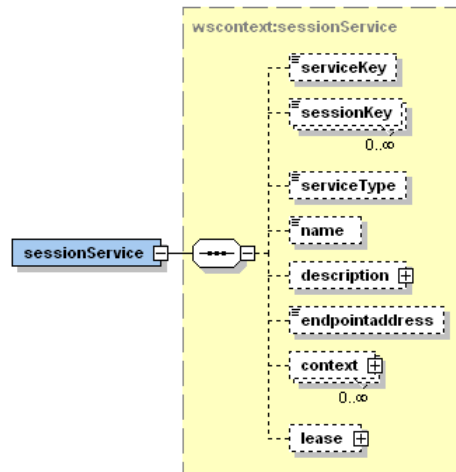 wscontext:sessionService
serviceKey
sessionKey
0..∞
serviceType
name
sessionService
description
endpointaddress
context
0..∞
lease